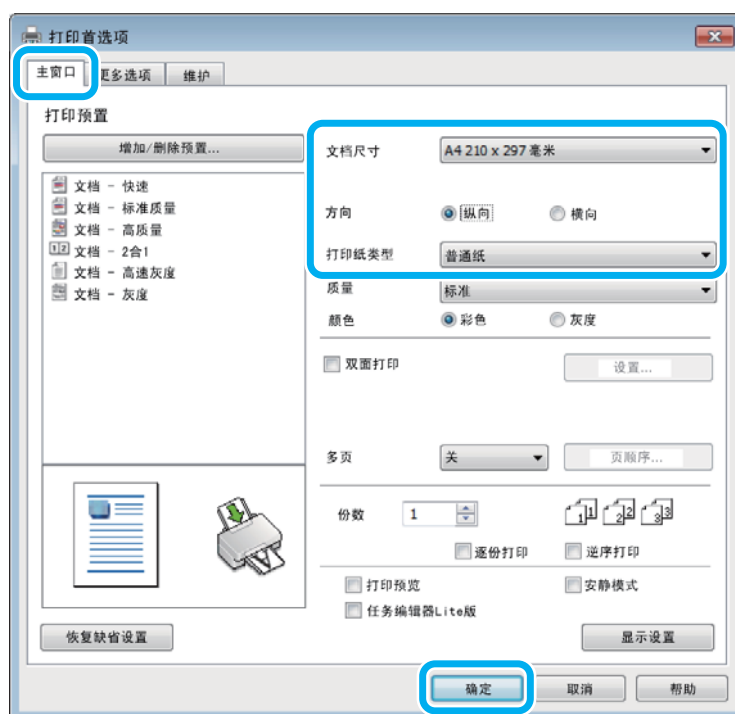 打印首选项
主窗口 更多选项 维护
打印预置
增加/删除预置...
文档 - 快速
文档 - 标准质量
文档 - 高质量
文档 - 2合1
文档 - 高速灰度
文档 - 灰度
文档尺寸 A4 210 x 297 毫米
方向 纵向 横向
打印纸类型 普通纸
质量 标准
颜色 彩色 灰度
双面打印 设置...
多页 关 页顺序...
份数 1
逐份打印 逆序打印
打印预览 安静模式
任务编辑器Lite版
恢复缺省设置 显示设置
确定 取消 帮助